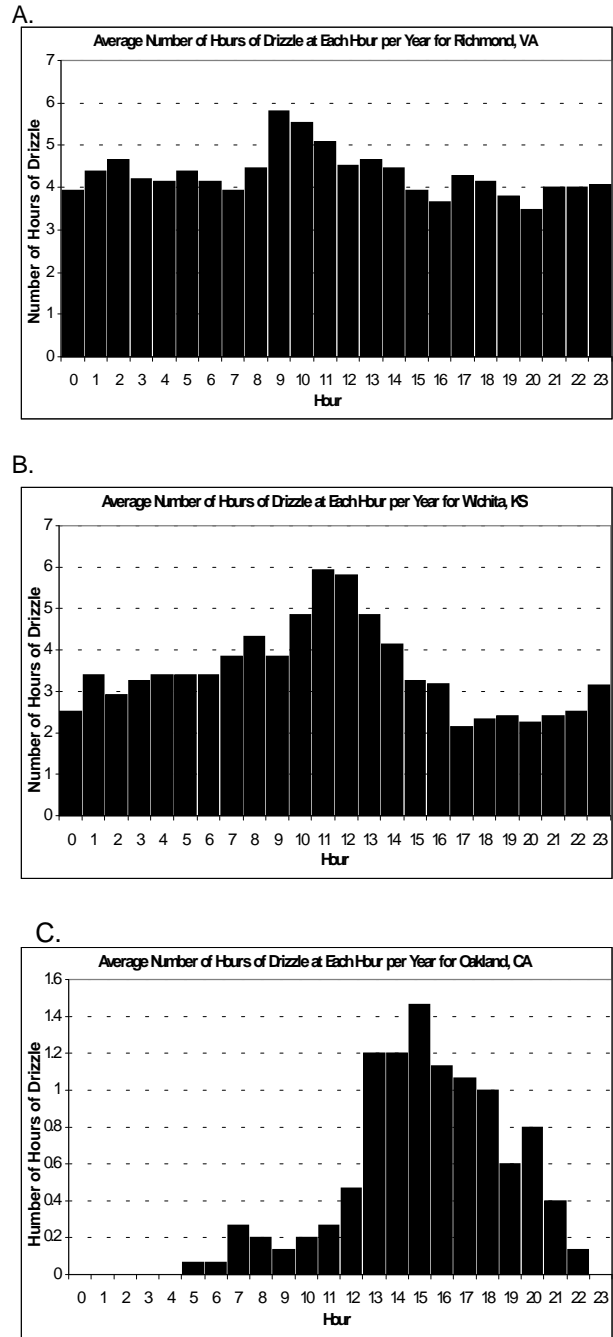 A.
Average Number of Hours of Drizzle at Each Hour per Year for Richmond, VA
Number of Hours of Drizzle
7
6
5
4
3
2
1
0
0 1 2 3 4 5 6 7 8 9 10 11 12 13 14 15 16 17 18 19 20 21 22 23
Hour
B.
Average Number of Hours of Drizzle at Each Hour per Year for Wichita, KS
Number of Hours of Drizzle
7
6
5
4
3
2
1
0
0 1 2 3 4 5 6 7 8 9 10 11 12 13 14 15 16 17 18 19 20 21 22 23
Hour
C.
Average Number of Hours of Drizzle at Each Hour per Year for Oakland, CA
Humber of Hours of Drizzle
1.6
1.4
1.2
1
0.8
0.6
0.4
0.2
0
0 1 2 3 4 5 6 7 8 9 10 11 12 13 14 15 16 17 18 19 20 21 22 23
Hour